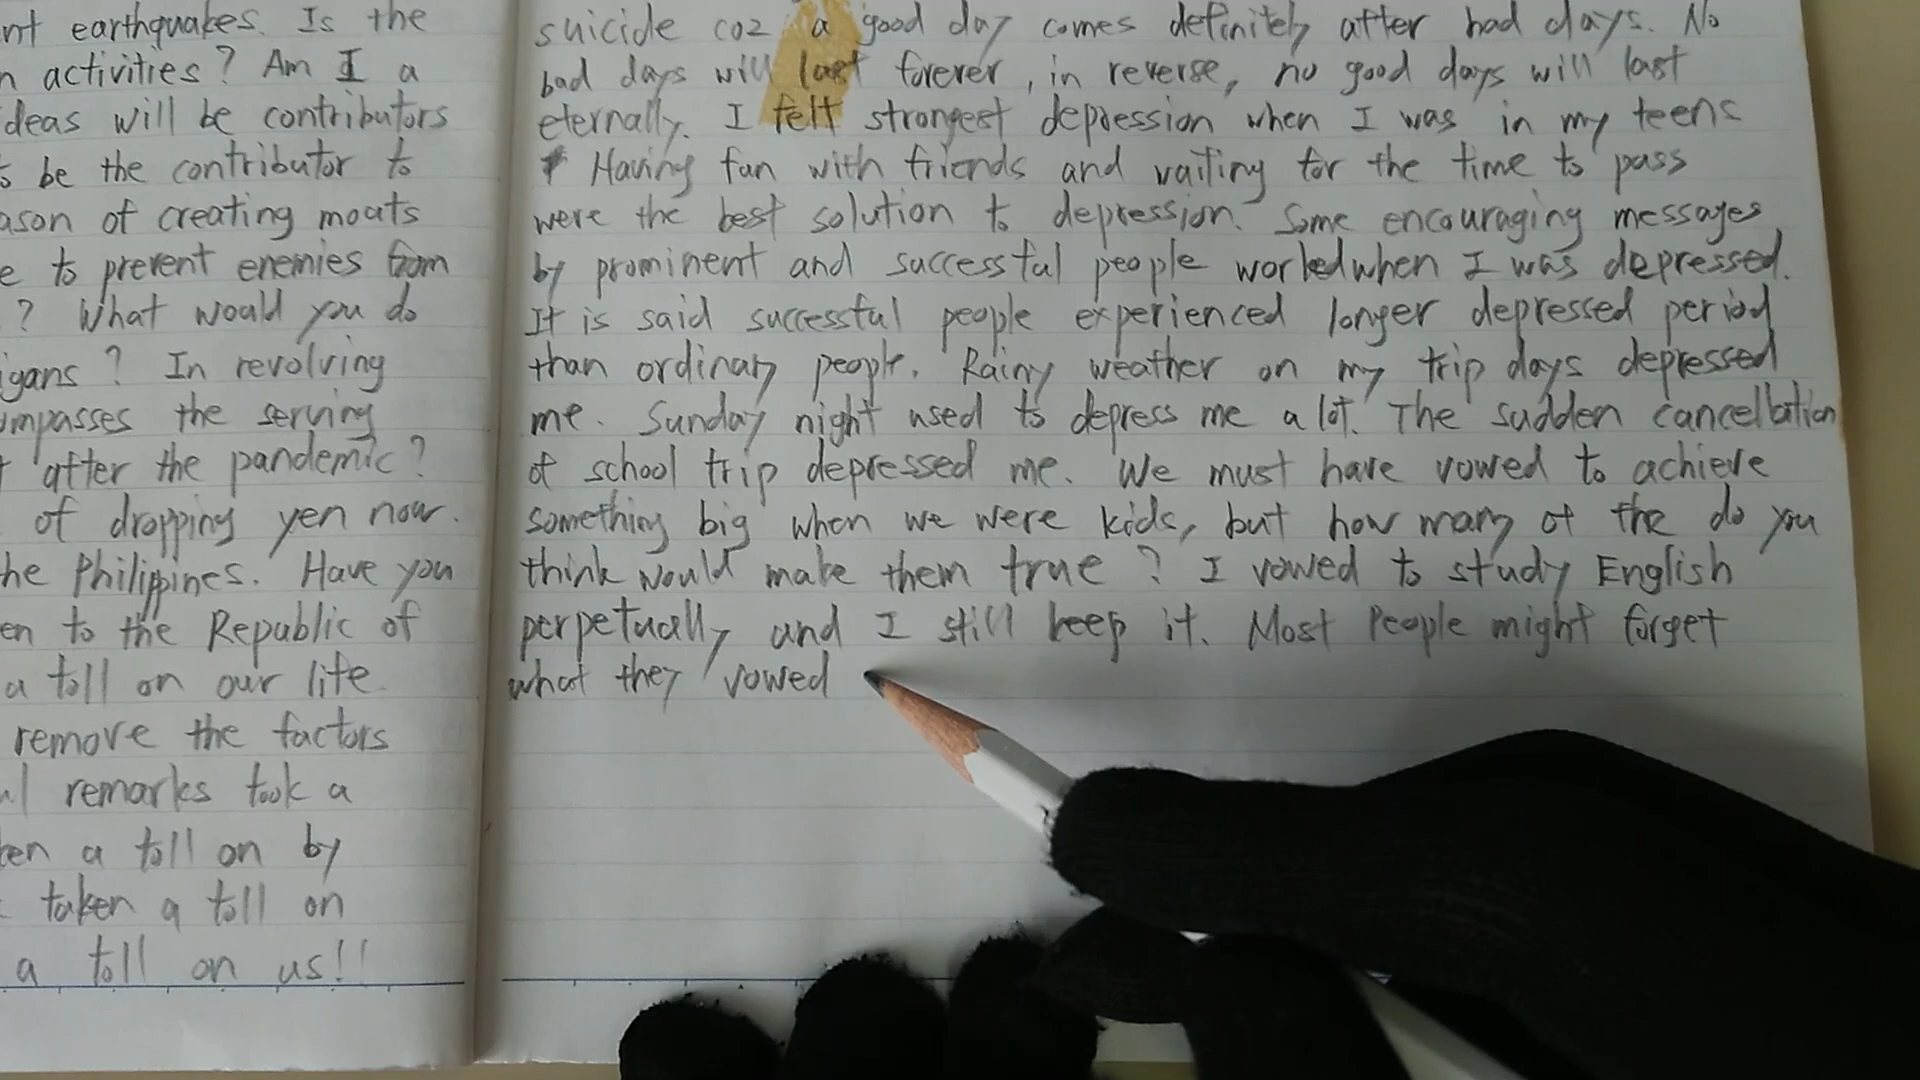 nt earthquakes. Is the
n activities? Am I a
deas will be contributors
be the contributor to
ason of creating moats
e to prevent enemies from
? What would you do
igans? In revolving
mpasses the serving
after the pandemic?
of dropping yen now.
he Philippines. Have you
en to the Republic of
a toll on our life
remove the factors
remarks took a
en a toll on by
taken a toll on
a toll on us!!
suicide coz a good day comes definitely after bad days. No
bad days will last forever, in reverse, no good days will last
eternally. I felt strongest depression when I was in my teens
Having fun with friends and vaiting for the time to pass
were the best solution to depression. Some encouraging messages
by prominent and successful people worked when I was depressed.
It is said successful people experienced longer depressed period
than ordinary people. Rainy weather on my trip days depressed
me. Sunday night used to depress me a lot. The sudden cancellation
of school trip depressed me. We must have vowed to achieve
something big when we were kids, but how many of the do you
think would make them true? I vowed to study English
perpetually and I still keep it. Most People might forget
what they vowed